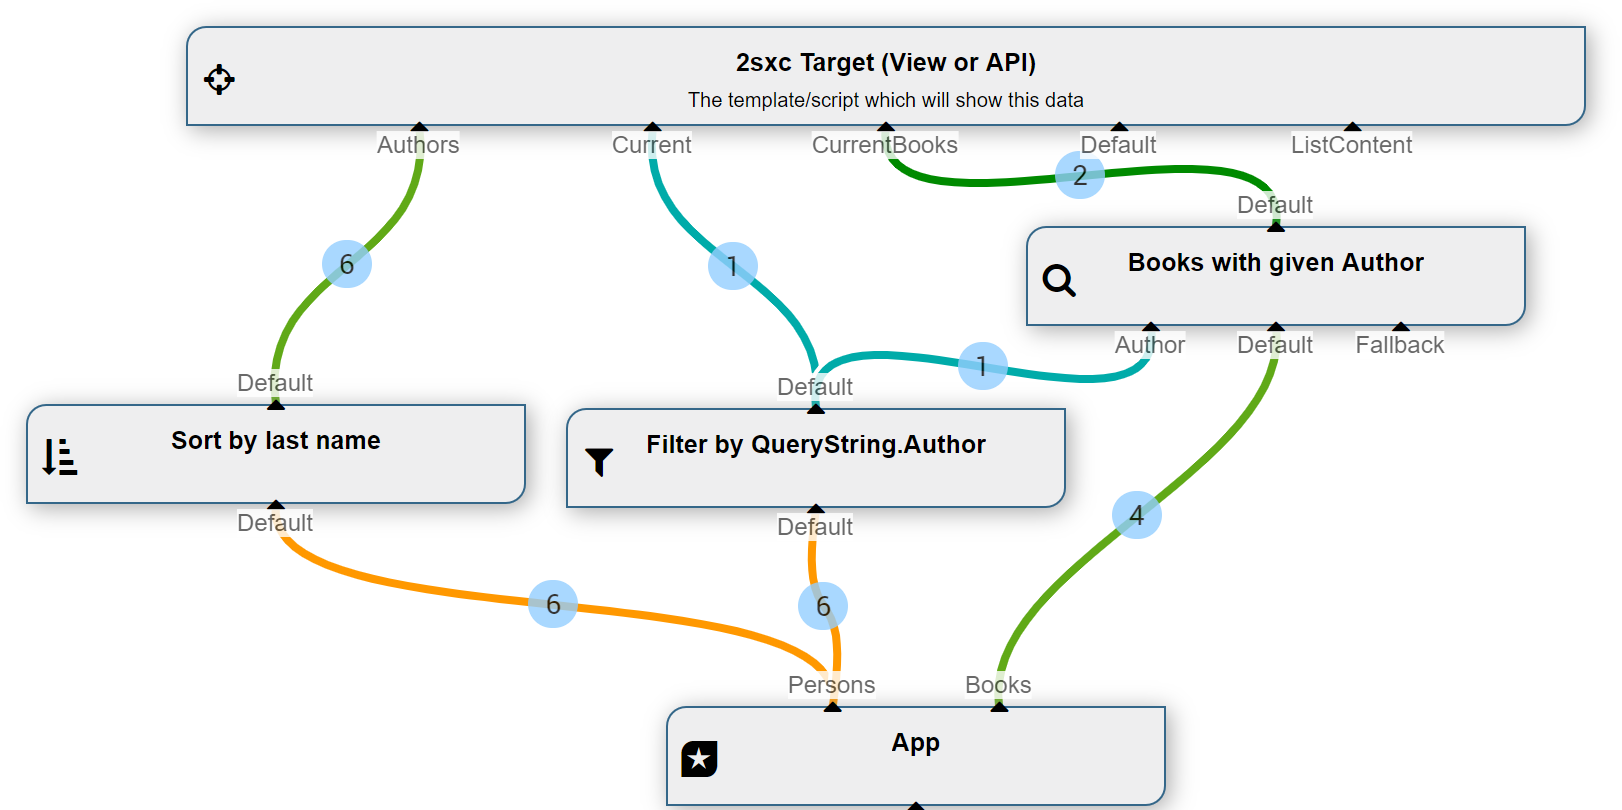 2sxc Target (View or API)
The template/script which will show this data
Authors
Current
CurrentBooks
Default
ListContent
2
Default
6
1
Books with given Author
Author
Default
Fallback
1
Default
Default
Sort by last name
Filter by QueryString.Author
Default
Default
4
6
6
Persons
Books
App